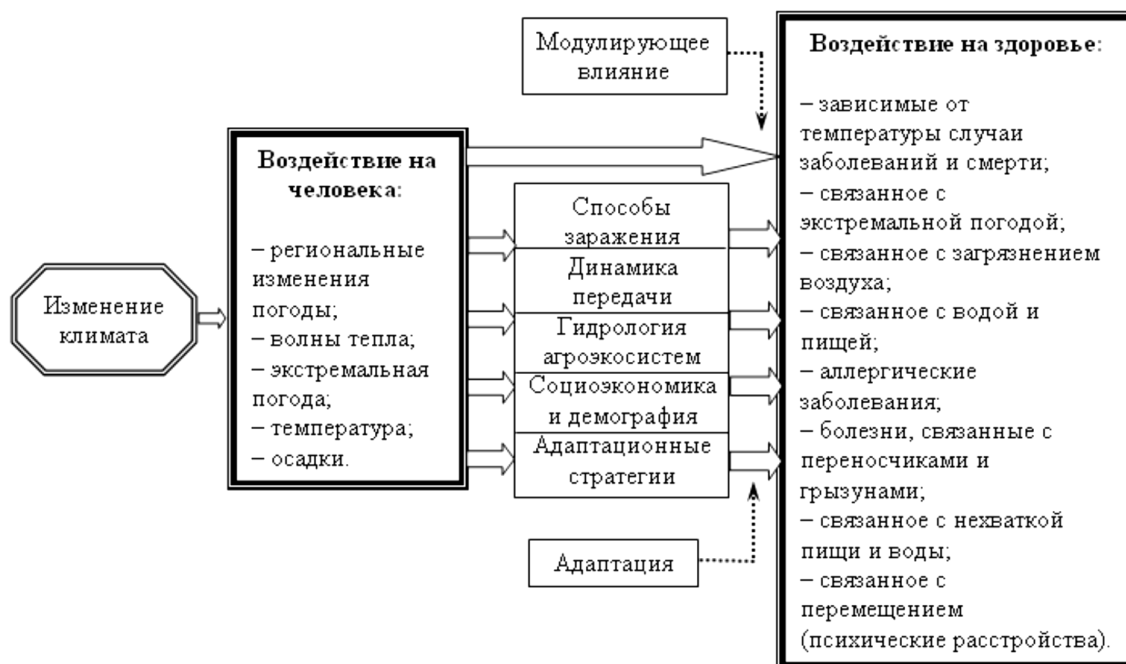 Изменение
климата
Воздействие на
человека:
– региональные
изменения
погоды;
– волны тепла;
– экстремальная
погода;
– температура;
– осадки.
Модулирующее
влияние
Способы
заражения
Динамика
передачи
Гидрология
агроэкосистем
Социоэкономика
и демография
Адаптационные
стратегии
Адаптация
Воздействие на здоровье:
– зависимые от
температуры случаи
заболеваний и смерти;
– связанное с
экстремальной погодой;
– связанное с загрязнением
воздуха;
– связанное с водой и
пищей;
– аллергические
заболевания;
– болезни, связанные с
переносчиками и
грызунами;
– связанное с нехваткой
пищи и воды;
– связанное с
перемещением
(психические расстройства).